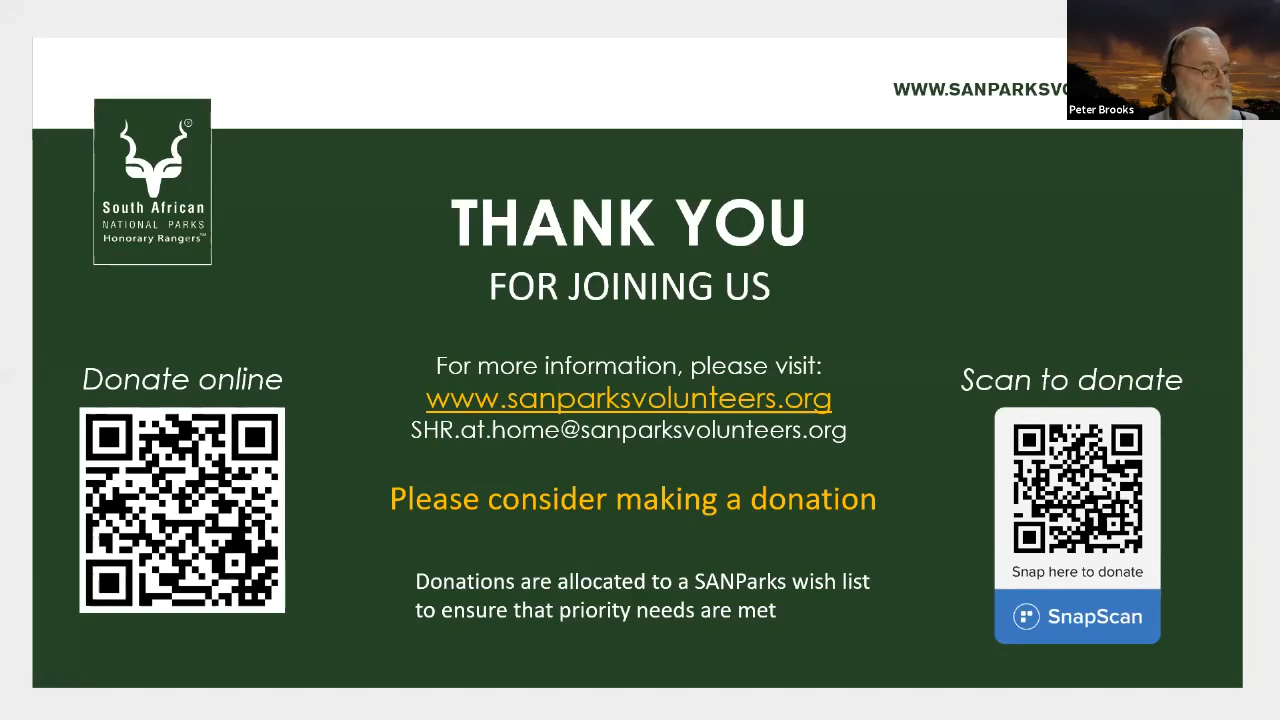 WWW.SANPARKSVO
Peter Brooks
South African
NATIONAL PARKS
Honorary Rangers™
THANK YOU
FOR JOINING US
Donate online
For more information, please visit:
www.sanparksvolunteers.org
SHR.at.home@sanparksvolunteers.org
Scan to donate
Please consider making a donation
Snap here to donate
SnapScan
Donations are allocated to a SANParks wish list
to ensure that priority needs are met